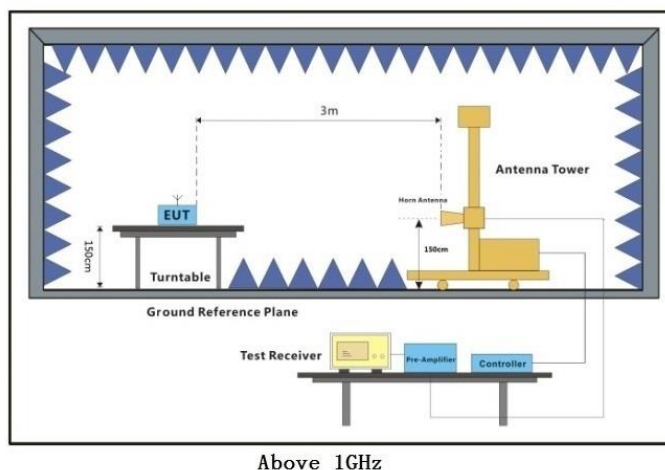 3m
Antenna Tower
Horn Antenna
EUT
150cm
150cm
Turntable
Ground Reference Plane
Test Receiver
Pre-Amplifier
Controller
Above 1GHz